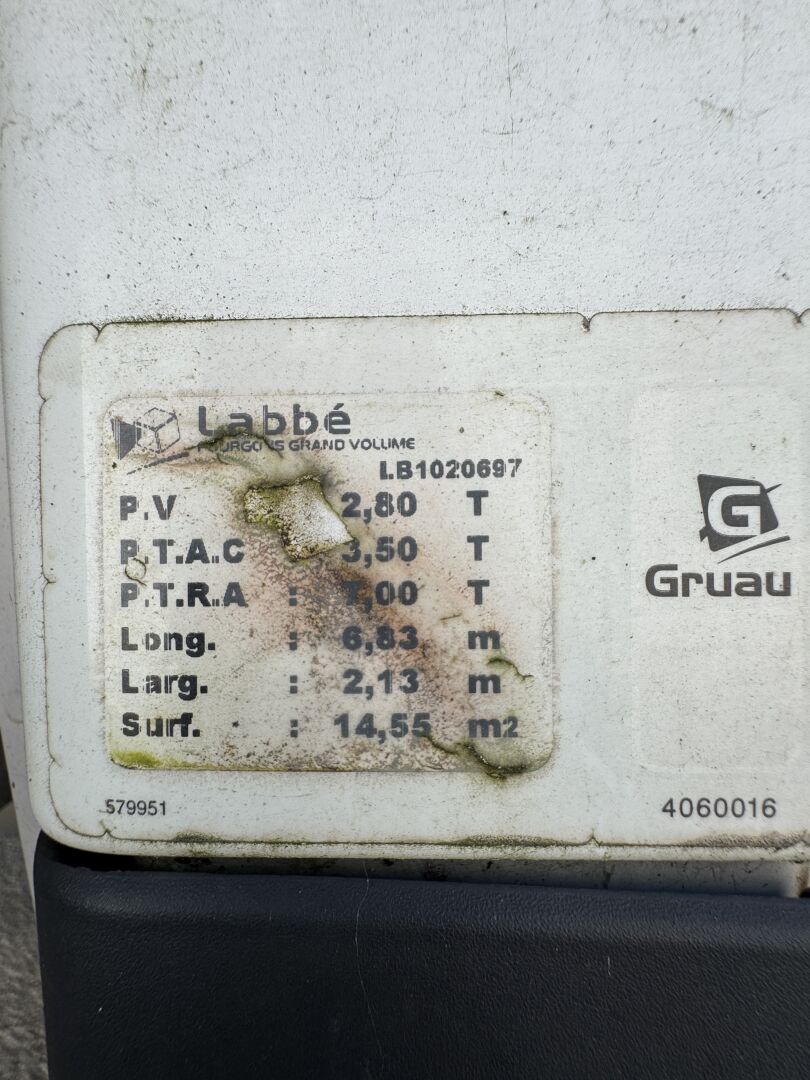 Labbé
FOURGONS GRAND VOLUME
LB1020697
P.V 2,80 T
P.T.A.C 3,50 T
P.T.R.A : 7,00 T
Long. : 6,83 m
Larg. : 2,13 m
Surf. : 14,55 m2
579951
G
Gruau
4060016